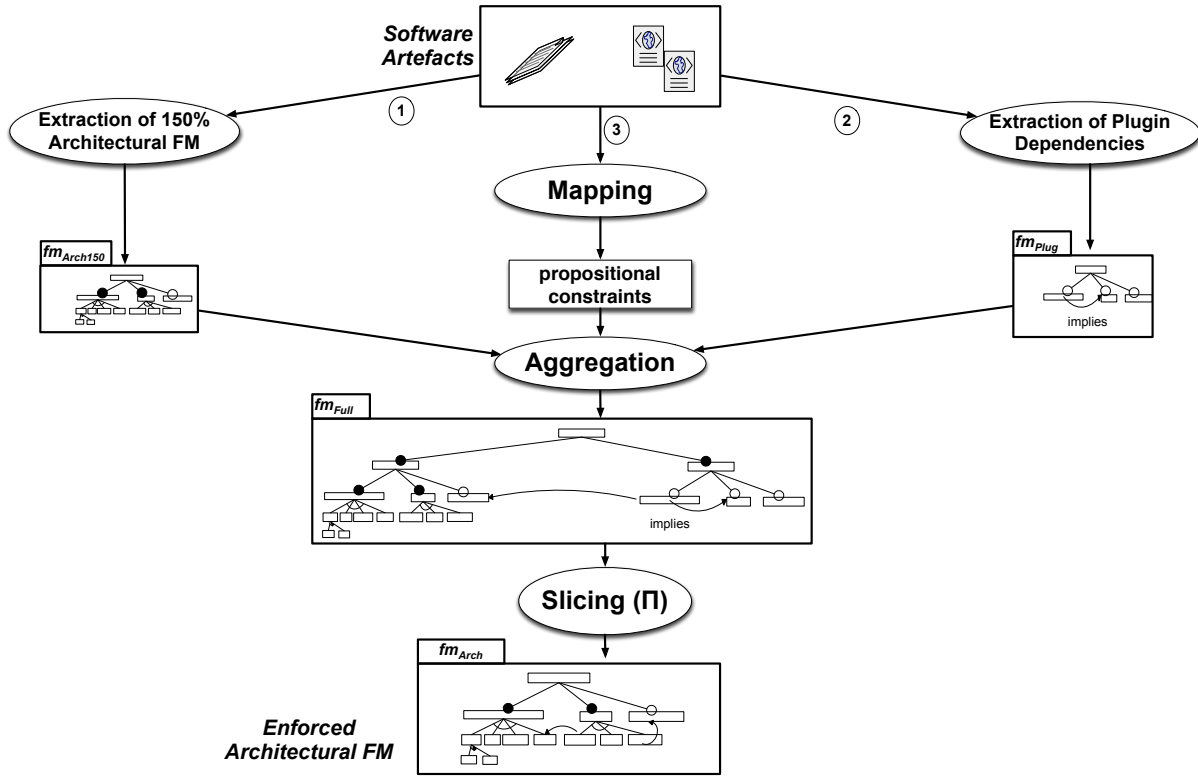 Software
Artefacts
1
3
2
Extraction of 150%
Architectural FM
Extraction of Plugin
Dependencies
Mapping
fmArch150
fmPlug
propositional
constraints
implies
Aggregation
fmFull
implies
Slicing (Π)
fmArch
Enforced
Architectural FM